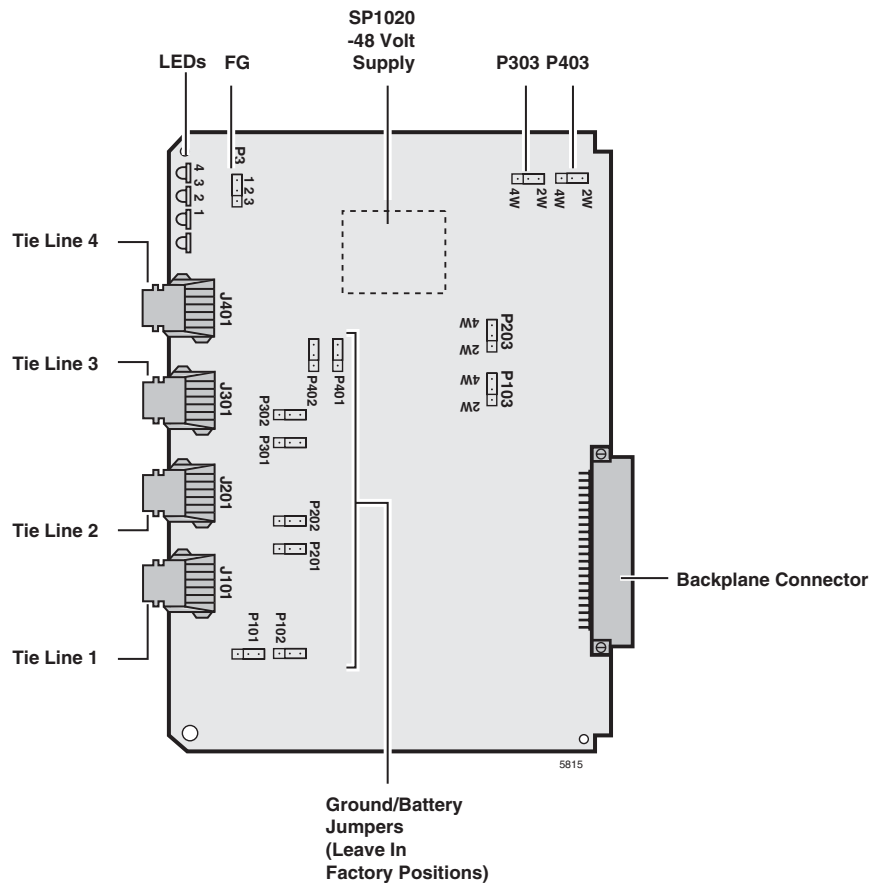 SP1020
-48 Volt
Supply
LEDs FG
P303 P403
P3
1 2 3
4 3 2 1
4W 2W
4W 2W
Tie Line 4
J401
P203
4W
2W
Tie Line 3
J301
P402
P401
P103
4W
2W
P302
P301
J201
Tie Line 2
P202
P201
J101
Backplane Connector
P101
P102
Tie Line 1
5815
Ground/Battery
Jumpers
(Leave In
Factory Positions)